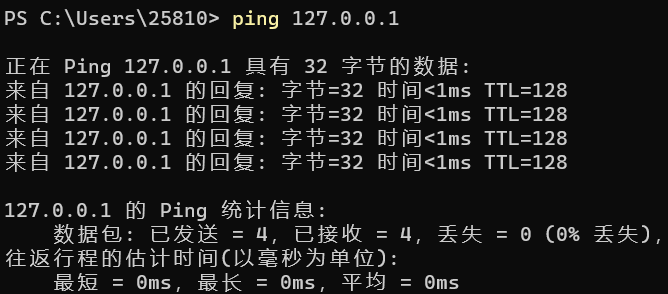 PS C:\Users\25810> ping 127.0.0.1
正在 Ping 127.0.0.1 具有 32 字节的数据:
来自 127.0.0.1 的回复: 字节=32 时间<1ms TTL=128
来自 127.0.0.1 的回复: 字节=32 时间<1ms TTL=128
来自 127.0.0.1 的回复: 字节=32 时间<1ms TTL=128
来自 127.0.0.1 的回复: 字节=32 时间<1ms TTL=128
127.0.0.1 的 Ping 统计信息:
数据包: 已发送 = 4，已接收 = 4，丢失 = 0 (0% 丢失)，
往返行程的估计时间(以毫秒为单位):
最短 = 0ms，最长 = 0ms，平均 = 0ms